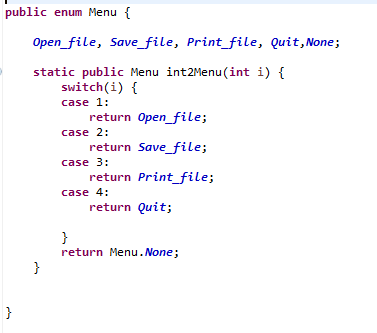 public enum Menu {
Open_file, Save_file, Print_file, Quit,None;
static public Menu int2Menu(int i) {
switch(i) {
case 1:
return Open_file;
case 2:
return Save_file;
case 3:
return Print_file;
case 4:
return Quit;
}
return Menu.None;
}
}